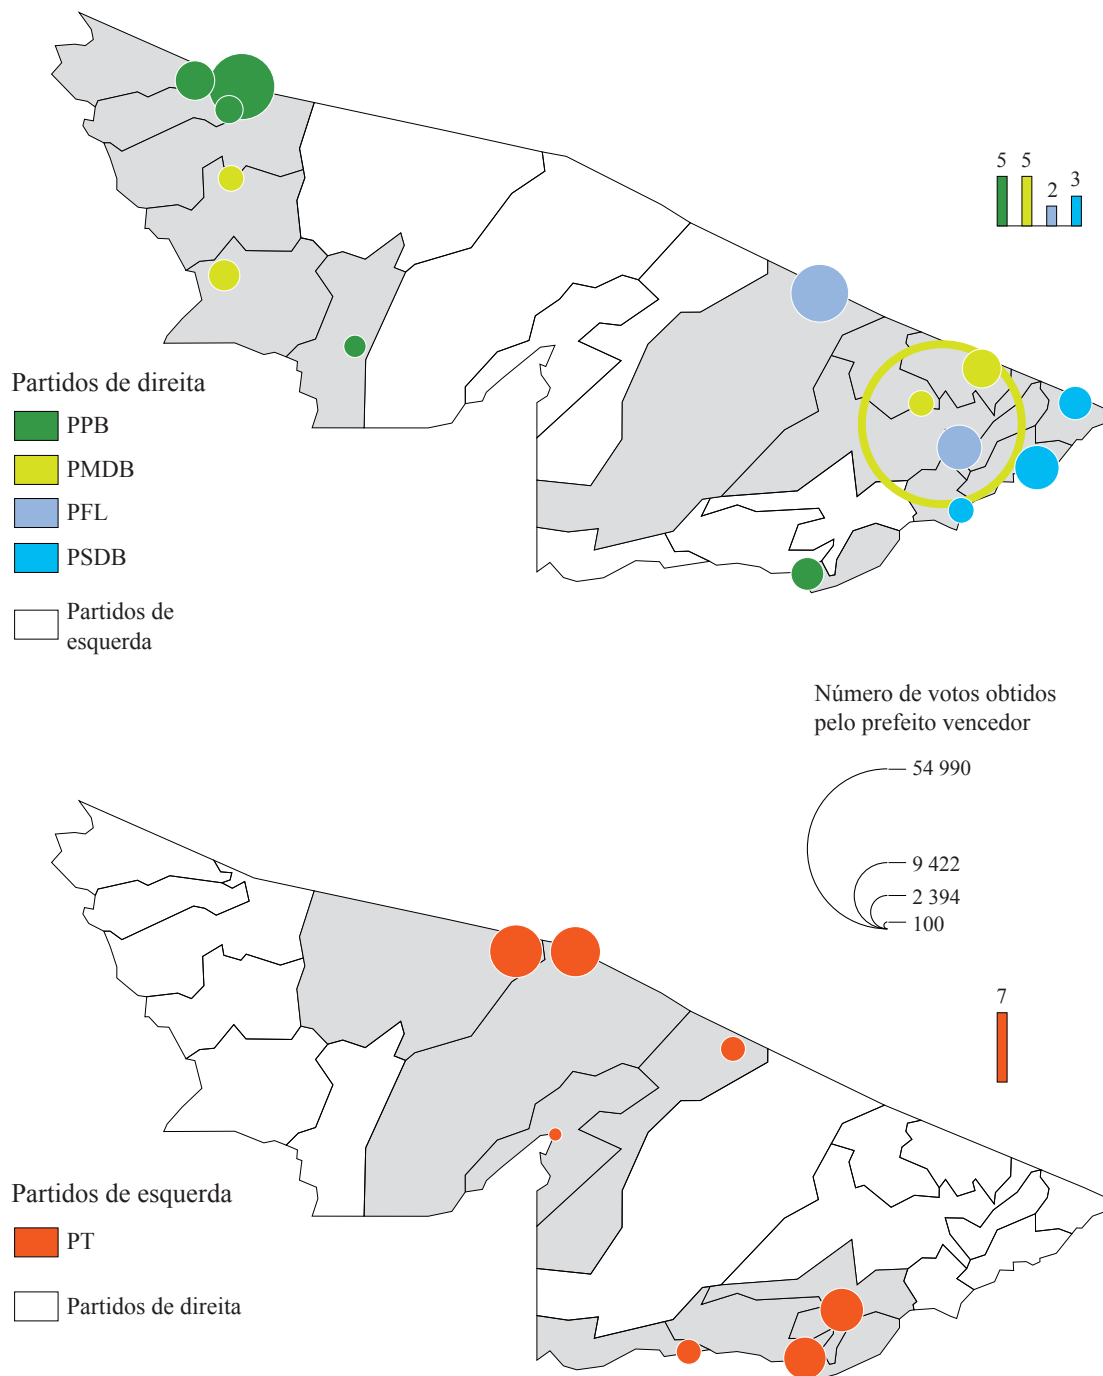 5 5 2 3
Partidos de direita
PPB
PMDB
PFL
PSDB
Partidos de
esquerda
Número de votos obtidos
pelo prefeito vencedor
54 990
9 422
2 394
100
7
Partidos de esquerda
PT
Partidos de direita